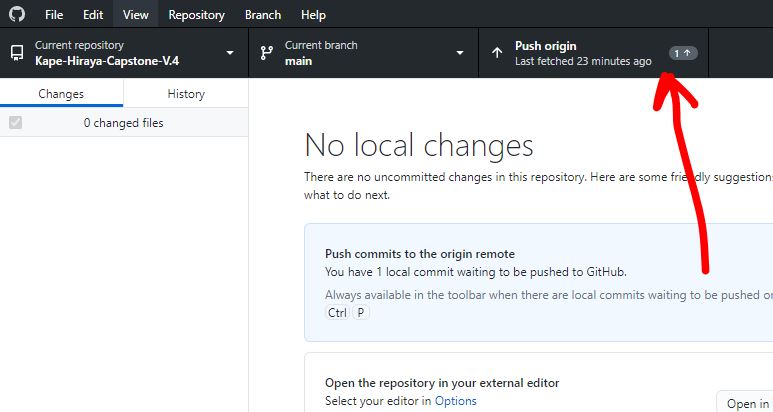 File Edit View Repository Branch Help
Current repository
Kape-Hiraya-Capstone-V.4
Current branch
main
Push origin
Last fetched 23 minutes ago
1
Changes History
0 changed files
No local changes
There are no uncommitted changes in this repository. Here are some friendly suggestions
what to do next.
Push commits to the origin remote
You have 1 local commit waiting to be pushed to GitHub.
Always available in the toolbar when there are local commits waiting to be pushed or
Ctrl P
Open the repository in your external editor
Select your editor in Options
Open in